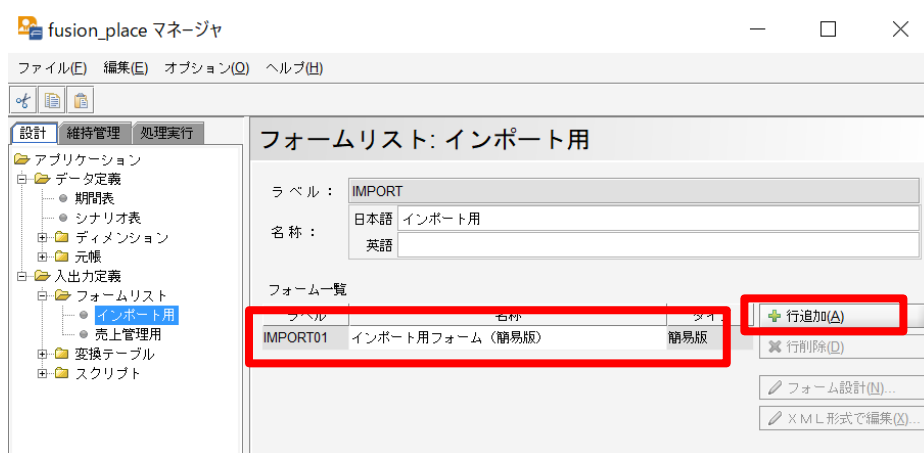 fusion_place マネージャ
ファイル(F) 編集(E) オプション(O) ヘルプ(H)
設計 維持管理 処理実行
アプリケーション
データ定義
期間表
シナリオ表
ディメンション
元帳
入出力定義
フォームリスト
インポート用
売上管理用
変換テーブル
スクリプト
フォームリスト: インポート用
ラベル： IMPORT
名称： 日本語 インポート用
英語
フォーム一覧
ラベル 名称 タイプ
IMPORT01 インポート用フォーム（簡易版） 簡易版
行追加(A)
行削除(D)
フォーム設計(N)...
ＸＭＬ形式で編集(X)...